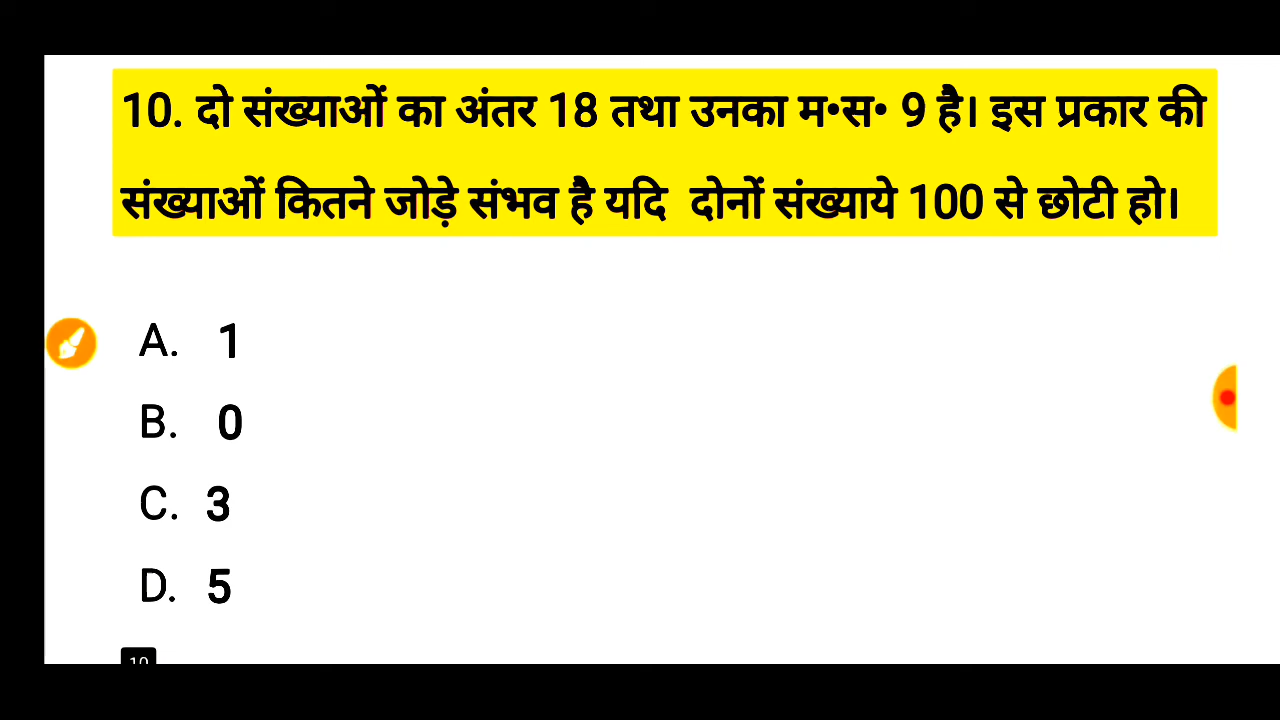 10. दो संख्याओं का अंतर 18 तथा उनका म•स• 9 है। इस प्रकार की
संख्याओं कितने जोड़े संभव है यदि दोनों संख्याये 100 से छोटी हो।
A. 1
B. 0
C. 3
D. 5
10